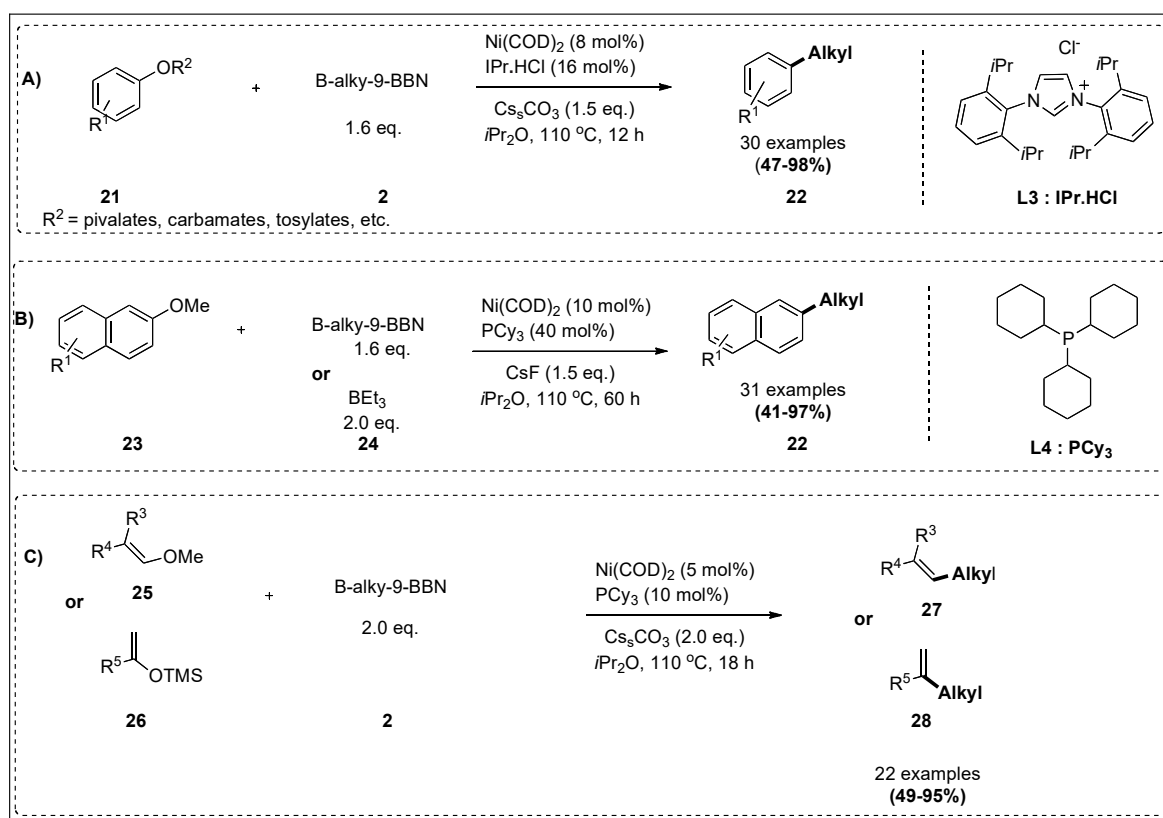 A)
OR²
R¹
21
+
B-alky-9-BBN
1.6 eq.
2
Ni(COD)₂ (8 mol%)
IPr.HCl (16 mol%)
CsₛCO₃ (1.5 eq.)
iPr₂O, 110 °C, 12 h
Alkyl
R¹
30 examples
(47-98%)
22
Cl⁻
iPr
iPr
N
N
+
iPr
iPr
L3 : IPr.HCl
R² = pivalates, carbamates, tosylates, etc.
B)
OMe
R¹
23
+
B-alky-9-BBN
1.6 eq.
or
BEt₃
2.0 eq.
24
Ni(COD)₂ (10 mol%)
PCy₃ (40 mol%)
CsF (1.5 eq.)
iPr₂O, 110 °C, 60 h
Alkyl
R¹
31 examples
(41-97%)
22
P
L4 : PCy₃
C)
R³
R⁴
OMe
25
or
R⁵
OTMS
26
+
B-alky-9-BBN
2.0 eq.
2
Ni(COD)₂ (5 mol%)
PCy₃ (10 mol%)
CsₛCO₃ (2.0 eq.)
iPr₂O, 110 °C, 18 h
R³
R⁴
Alkyl
27
or
R⁵
Alkyl
28
22 examples
(49-95%)